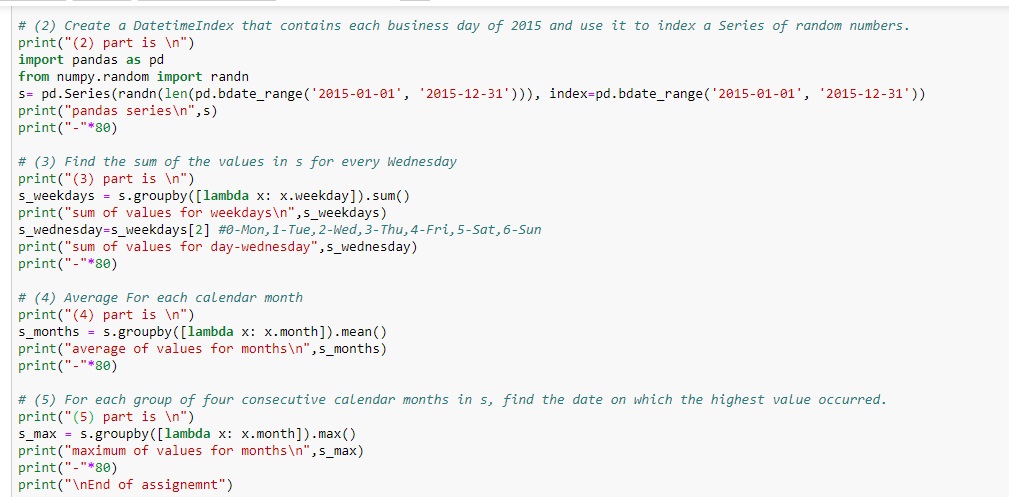 # (2) Create a DatetimeIndex that contains each business day of 2015 and use it to index a Series of random numbers.
print("(2) part is \n")
import pandas as pd
from numpy.random import randn
s= pd.Series(randn(len(pd.bdate_range('2015-01-01', '2015-12-31'))), index=pd.bdate_range('2015-01-01', '2015-12-31'))
print("pandas series\n",s)
print("-"*80)
# (3) Find the sum of the values in s for every Wednesday
print("(3) part is \n")
s_weekdays = s.groupby([lambda x: x.weekday]).sum()
print("sum of values for weekdays\n",s_weekdays)
s_wednesday=s_weekdays[2] #0-Mon,1-Tue,2-Wed,3-Thu,4-Fri,5-Sat,6-Sun
print("sum of values for day-wednesday",s_wednesday)
print("-"*80)
# (4) Average For each calendar month
print("(4) part is \n")
s_months = s.groupby([lambda x: x.month]).mean()
print("average of values for months\n",s_months)
print("-"*80)
# (5) For each group of four consecutive calendar months in s, find the date on which the highest value occurred.
print("(5) part is \n")
s_max = s.groupby([lambda x: x.month]).max()
print("maximum of values for months\n",s_max)
print("-"*80)
print("\nEnd of assignemnt")